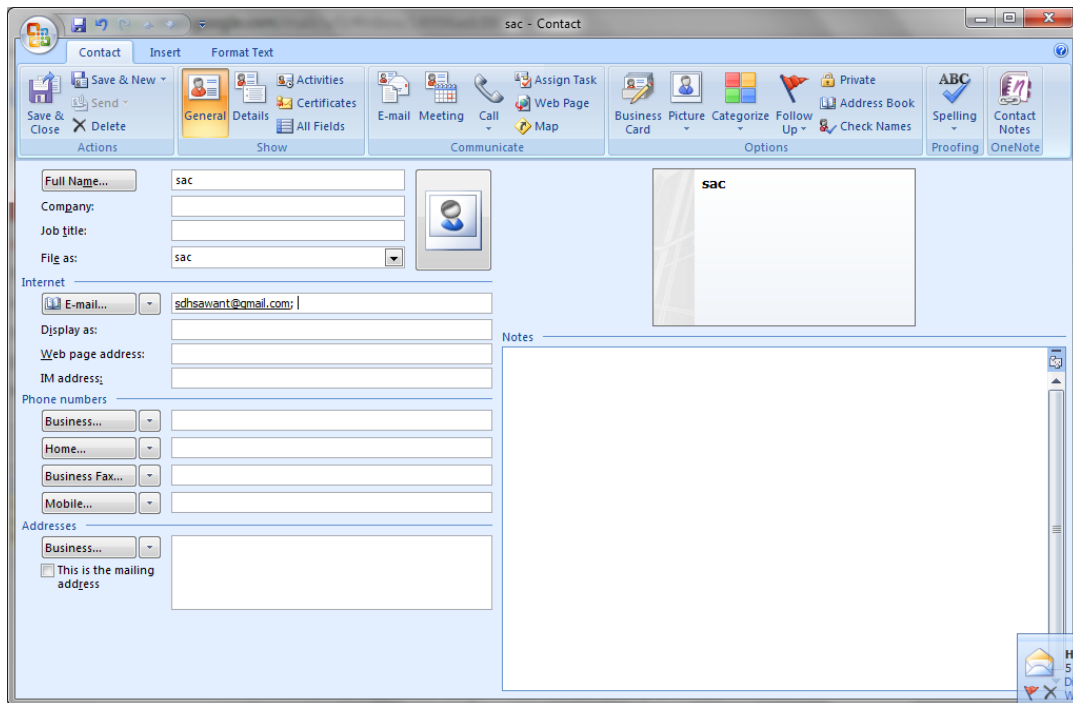 sac - Contact
Contact Insert Format Text
Save & Close
Save & New
Send
Delete
Actions
General
Details
Activities
Certificates
All Fields
Show
E-mail
Meeting
Call
Assign Task
Web Page
Map
Communicate
Business Card
Picture
Categorize
Follow Up
Private
Address Book
Check Names
Options
ABC
Spelling
Proofing
Contact Notes
OneNote
Full Name... sac
Company:
Job title:
File as: sac
sac
Internet
E-mail... sdhsawant@gmail.com;
Display as:
Web page address:
IM address:
Notes
Phone numbers
Business...
Home...
Business Fax...
Mobile...
Addresses
Business...
This is the mailing
address
H
5